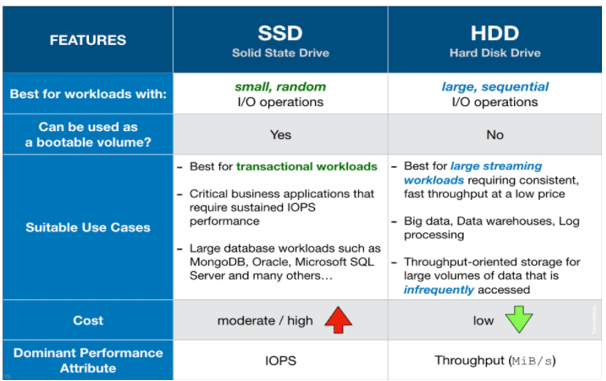 FEATURES
SSD
Solid State Drive
HDD
Hard Disk Drive
Best for workloads with:
small, random
I/O operations
large, sequential
I/O operations
Can be used as
a bootable volume?
Yes
No
Suitable Use Cases
- Best for transactional workloads
- Critical business applications that
require sustained IOPS
performance
- Large database workloads such as
MongoDB, Oracle, Microsoft SQL
Server and many others…
- Best for large streaming
workloads requiring consistent,
fast throughput at a low price
- Big data, Data warehouses, Log
processing
- Throughput-oriented storage for
large volumes of data that is
infrequently accessed
Cost
moderate / high
low
Dominant Performance
Attribute
IOPS
Throughput (MiB/s)